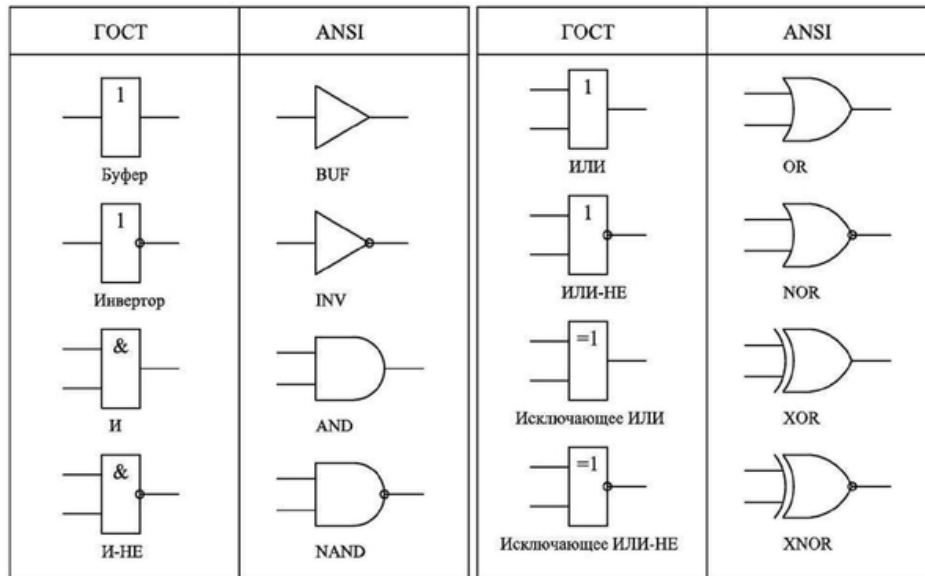 ГОСТ ANSI
1
Буфер BUF
1
Инвертор INV
&
И AND
&
И-НЕ NAND
ГОСТ ANSI
1
ИЛИ OR
1
ИЛИ-НЕ NOR
=1
Исключающее ИЛИ XOR
=1
Исключающее ИЛИ-НЕ XNOR